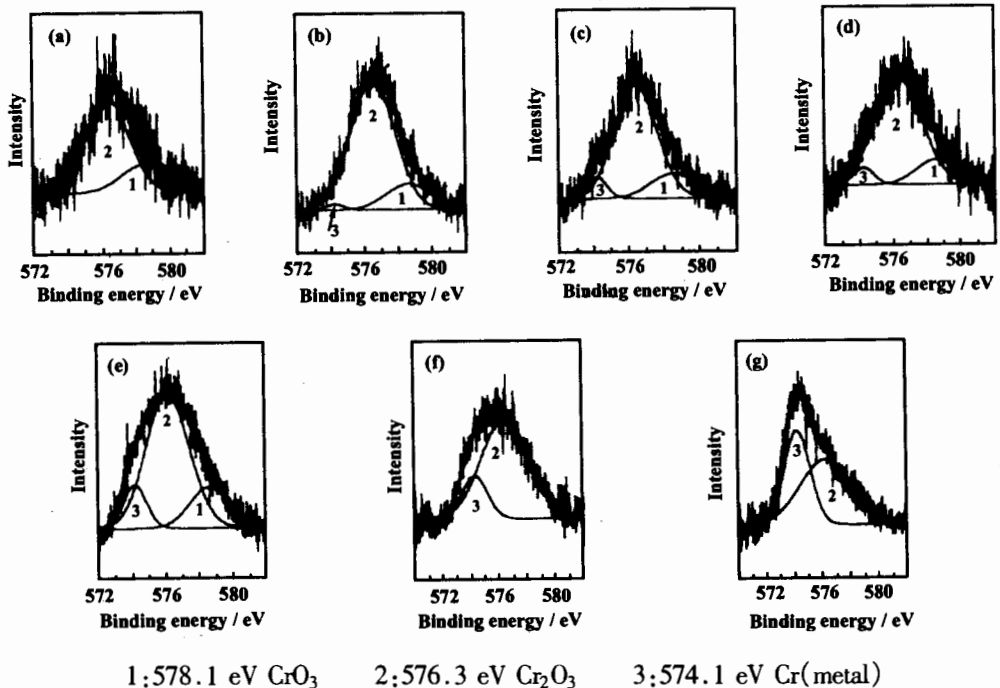 (a)
Intensity
2
1
572 576 580
Binding energy / eV
(b)
Intensity
2
1
3
572 576 580
Binding energy / eV
(c)
Intensity
2
3
1
572 576 580
Binding energy / eV
(d)
Intensity
2
3
1
572 576 580
Binding energy / eV
(e)
Intensity
2
3
1
572 576 580
Binding energy / eV
(f)
Intensity
2
3
572 576 580
Binding energy / eV
(g)
Intensity
3
2
572 576 580
Binding energy / eV
1:578.1 eV CrO₃ 2:576.3 eV Cr₂O₃ 3:574.1 eV Cr(metal)